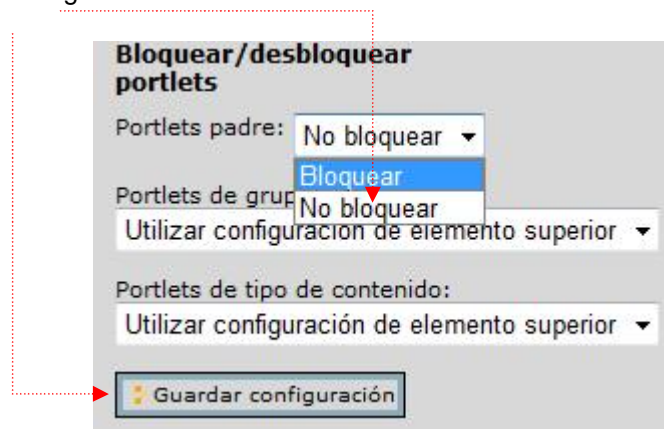 Bloquear/desbloquear
portlets
Portlets padre: No bloquear
Bloquear
Portlets de
No bloquear
Utilizar configuración de elemento superior
Portlets de tipo de contenido:
Utilizar configuración de elemento superior
Guardar configuración